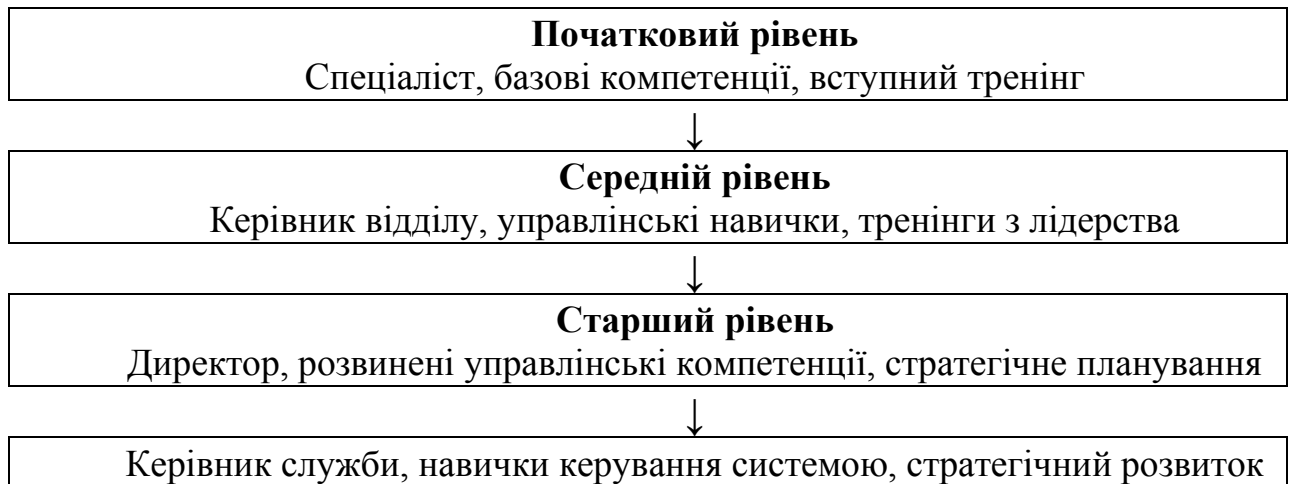 Початковий рівень
Спеціаліст, базові компетенції, вступний тренінг
↓
Середній рівень
Керівник відділу, управлінські навички, тренінги з лідерства
↓
Старший рівень
Директор, розвинені управлінські компетенції, стратегічне планування
↓
Керівник служби, навички керування системою, стратегічний розвиток